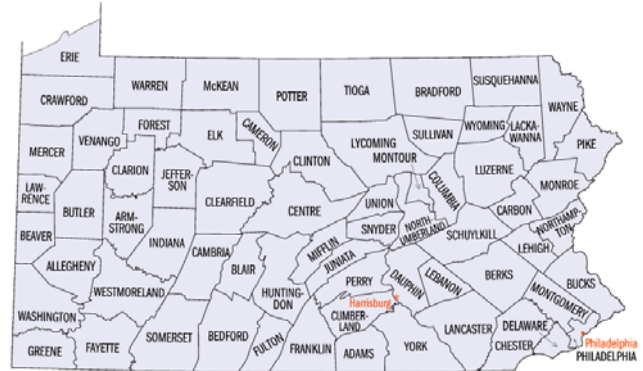 ERIE
CRAWFORD
WARREN
McKEAN
POTTER
TIOGA
BRADFORD
SUSQUEHANNA
WAYNE
FOREST
ELK
CAMERON
CLINTON
LYCOMING
MONTOUR
SULLIVAN
WYOMING
LACKA-
WANNA
PIKE
MERCER
VENANGO
CLARION
JEFFER-
SON
CLEARFIELD
CENTRE
UNION
COLUMBIA
LUZERNE
MONROE
LAW-
RENCE
BUTLER
ARM-
STRONG
SNYDER
NORTH
UMBERLAND
SCHUYLKILL
CARBON
NORTHAMP-
TON
BEAVER
INDIANA
CAMBRIA
BLAIR
MIFFLIN
JUNIATA
LEHIGH
ALLEGHENY
WESTMORELAND
HUNTING-
DON
PERRY
DAUPHIN
LEBANON
BERKS
BUCKS
MONTGOMERY
Harrisburg
WASHINGTON
CUMBER-
LAND
SOMERSET
BEDFORD
FULTON
FRANKLIN
ADAMS
YORK
LANCASTER
DELAWARE
CHESTER
Philadelphia
PHILADELPHIA
GREENE
FAYETTE